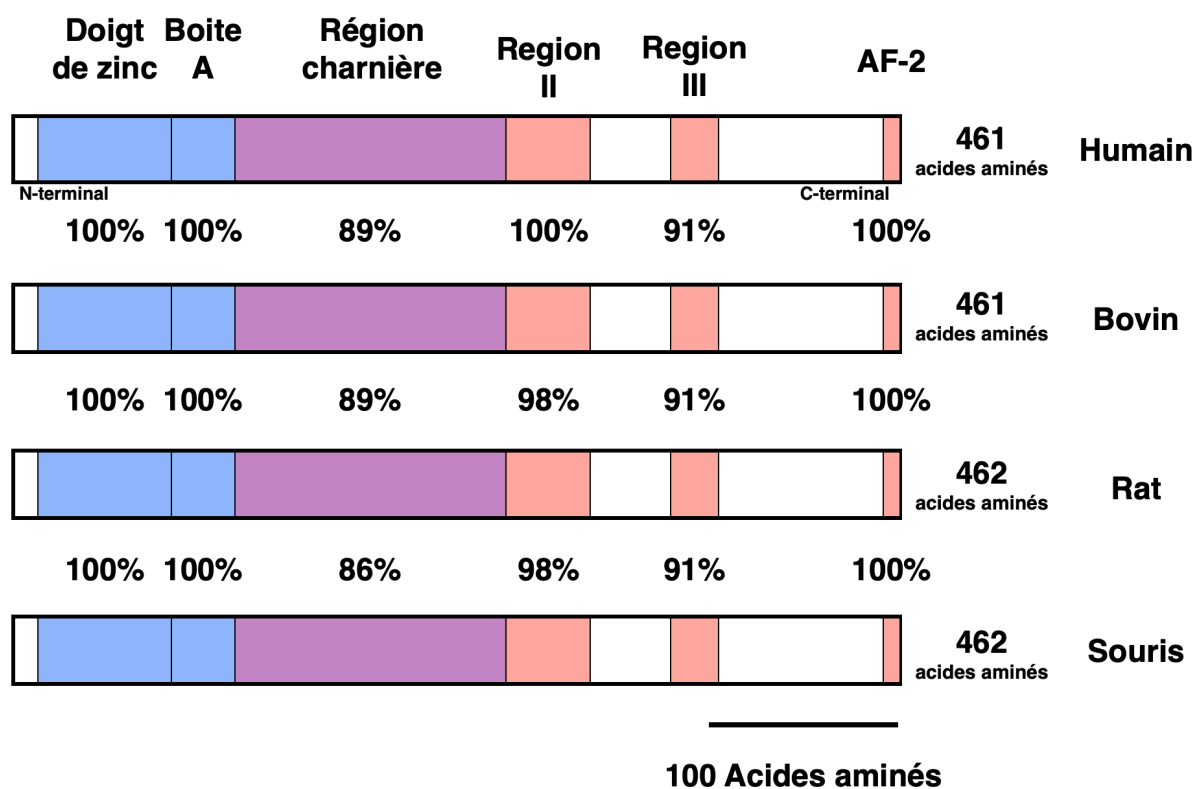 Doigt de zinc
Boite A
Région charnière
Region II
Region III
AF-2
461 acides aminés
Humain
N-terminal
C-terminal
100% 100% 89% 100% 91% 100%
461 acides aminés
Bovin
100% 100% 89% 98% 91% 100%
462 acides aminés
Rat
100% 100% 86% 98% 91% 100%
462 acides aminés
Souris
100 Acides aminés